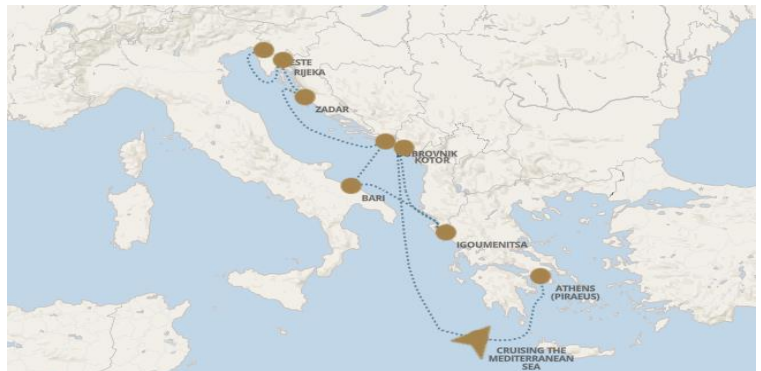 ESTE
RIJEKA
ZADAR
BROVNIK
KOTOR
BARI
IGOUMENITSA
ATHENS
(PIRAEUS)
CRUISING THE
MEDITERRANEAN
SEA